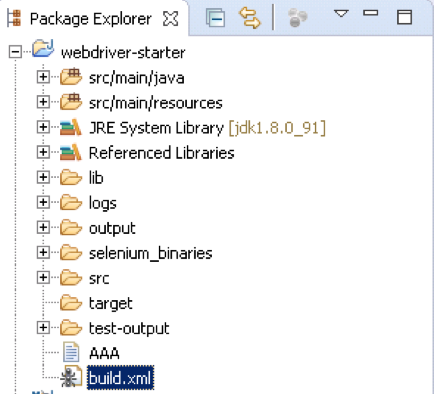 Package Explorer
webdriver-starter
src/main/java
src/main/resources
JRE System Library [jdk1.8.0_91]
Referenced Libraries
lib
logs
output
selenium_binaries
src
target
test-output
AAA
build.xml